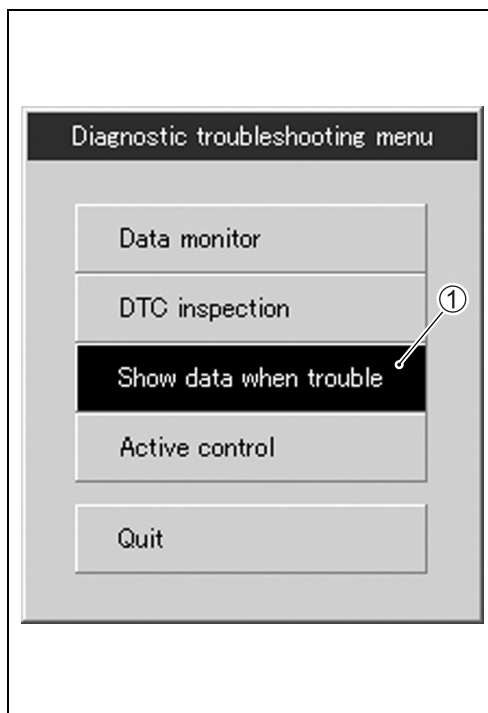 Diagnostic troubleshooting menu
Data monitor
DTC inspection
①
Show data when trouble
Active control
Quit